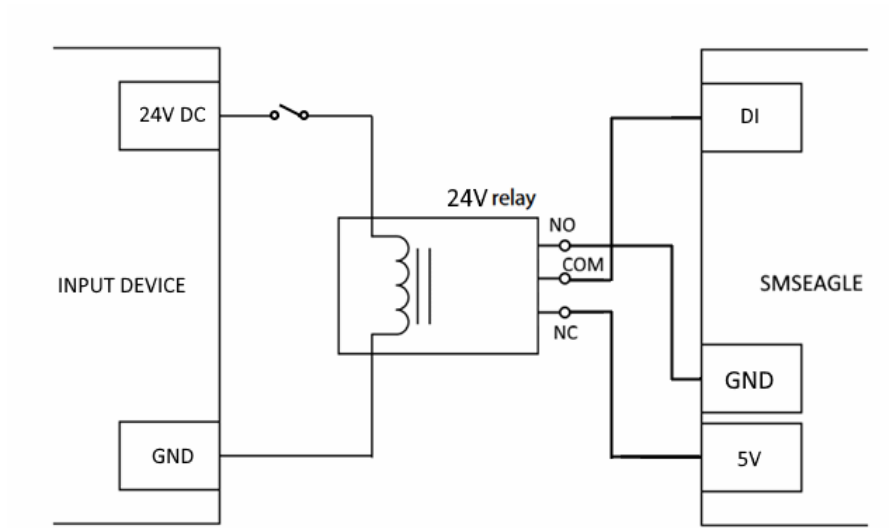 24V DC
DI
24V relay
NO
COM
INPUT DEVICE
SMSEAGLE
NC
GND
GND
5V